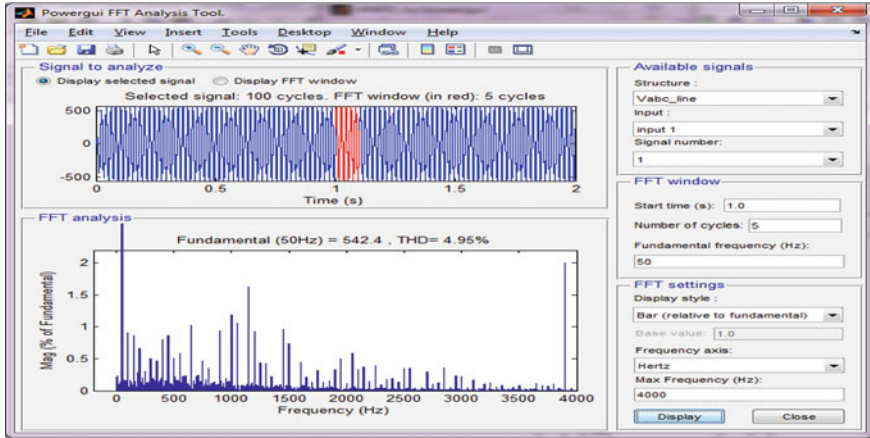 Powergui FFT Analysis Tool.
File Edit View Insert Tools Desktop Window Help
Signal to analyze
Display selected signal Display FFT window
Selected signal: 100 cycles. FFT window (in red): 5 cycles
500
0
-500
0 0.5 1 1.5 2
Time (s)
FFT analysis
Fundamental (50Hz) = 542.4 , THD= 4.95%
Mag (% of Fundamental)
2
1.5
1
0.5
0
0 500 1000 1500 2000 2500 3000 3500 4000
Frequency (Hz)
Available signals
Structure :
Vabc_line
Input :
input 1
Signal number:
1
FFT window
Start time (s): 1.0
Number of cycles: 5
Fundamental frequency (Hz):
50
FFT settings
Display style :
Bar (relative to fundamental)
Base value: 1.0
Frequency axis:
Hertz
Max Frequency (Hz):
4000
Display Close